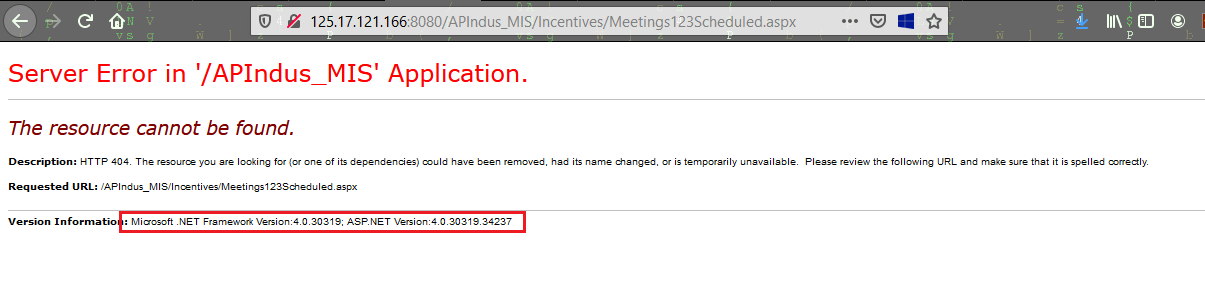 125.17.121.166:8080/APIndus_MIS/Incentives/Meetings123Scheduled.aspx
Server Error in '/APIndus_MIS' Application.
The resource cannot be found.
Description: HTTP 404. The resource you are looking for (or one of its dependencies) could have been removed, had its name changed, or is temporarily unavailable.  Please review the following URL and make sure that it is spelled correctly.
Requested URL: /APIndus_MIS/Incentives/Meetings123Scheduled.aspx
Version Information: Microsoft .NET Framework Version:4.0.30319; ASP.NET Version:4.0.30319.34237